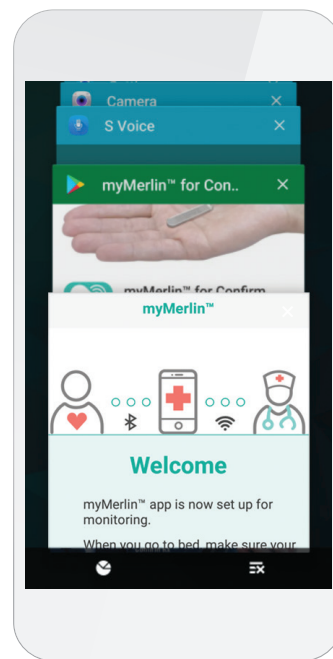 Camera
S Voice
myMerlin™ for Con..
myMerlin™ for Confirm
myMerlin™
Welcome
myMerlin™ app is now set up for
monitoring.
When you go to bed, make sure your